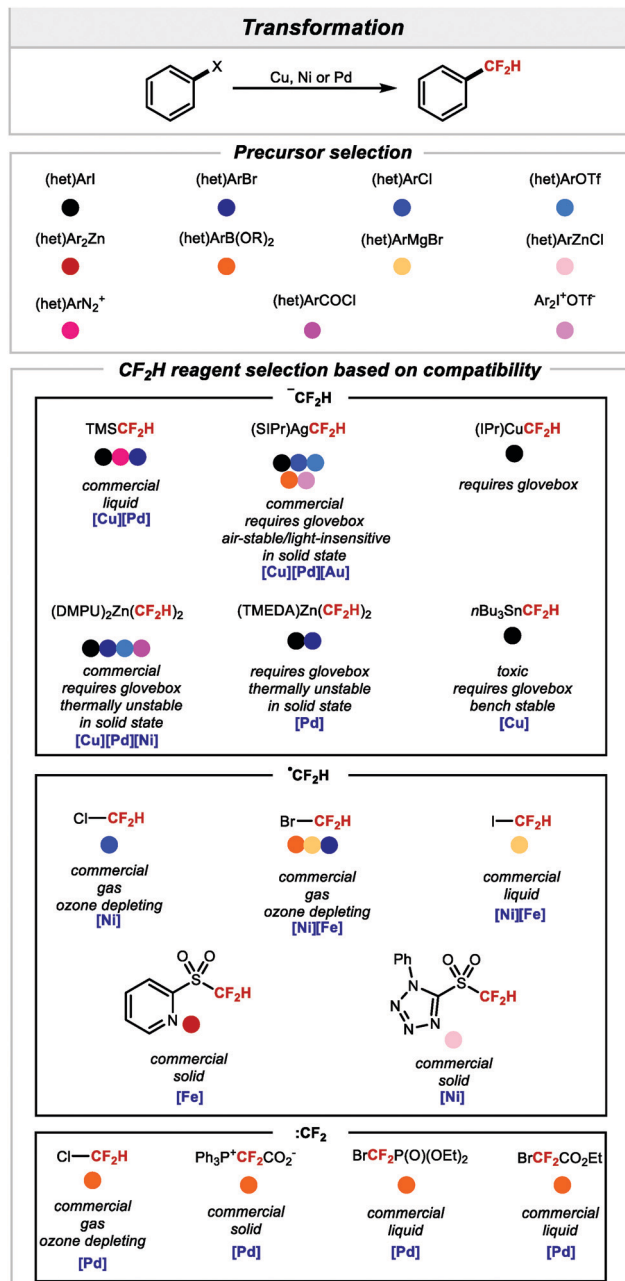 Transformation
X
Cu, Ni or Pd
CF₂H
Precursor selection
(het)ArI
(het)ArBr
(het)ArCl
(het)ArOTf
(het)Ar₂Zn
(het)ArB(OR)₂
(het)ArMgBr
(het)ArZnCl
(het)ArN₂⁺
(het)ArCOCl
Ar₂I⁺OTf⁻
CF₂H reagent selection based on compatibility
⁻CF₂H
TMSCF₂H
commercial
liquid
[Cu][Pd]
(SIPr)AgCF₂H
commercial
requires glovebox
air-stable/light-insensitive
in solid state
[Cu][Pd][Au]
(IPr)CuCF₂H
requires glovebox
(DMPU)₂Zn(CF₂H)₂
commercial
requires glovebox
thermally unstable
in solid state
[Cu][Pd][Ni]
(TMEDA)Zn(CF₂H)₂
requires glovebox
thermally unstable
in solid state
[Pd]
nBu₃SnCF₂H
toxic
requires glovebox
bench stable
[Cu]
•CF₂H
Cl—CF₂H
commercial
gas
ozone depleting
[Ni]
Br—CF₂H
commercial
gas
ozone depleting
[Ni][Fe]
I—CF₂H
commercial
liquid
[Ni][Fe]
O O
S
CF₂H
N
commercial
solid
[Fe]
Ph
O O
N S
N CF₂H
N N
commercial
solid
[Ni]
:CF₂
Cl—CF₂H
commercial
gas
ozone depleting
[Pd]
Ph₃P⁺CF₂CO₂⁻
commercial
solid
[Pd]
BrCF₂P(O)(OEt)₂
commercial
liquid
[Pd]
BrCF₂CO₂Et
commercial
liquid
[Pd]